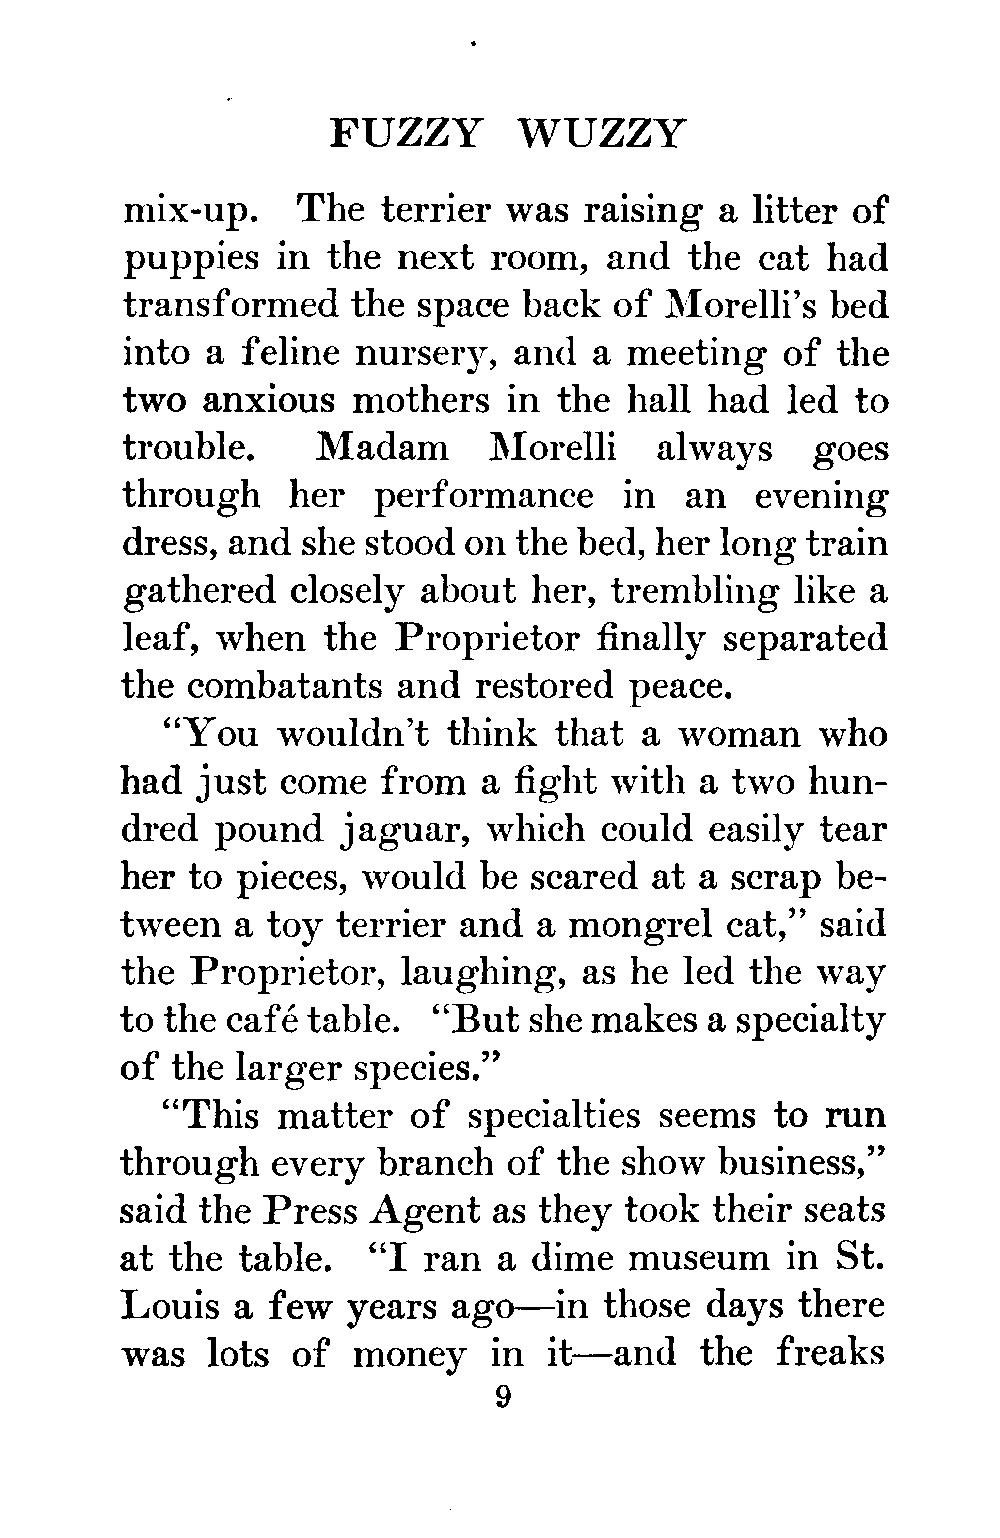 FUZZY WUZZY
mix-up. The terrier was raising a litter of
puppies in the next room, and the cat had
transformed the space back of Morelli's bed
into a feline nursery, and a meeting of the
two anxious mothers in the hall had led to
trouble. Madam Morelli always goes
through her performance in an evening
dress, and she stood on the bed, her long train
gathered closely about her, trembling like a
leaf, when the Proprietor finally separated
the combatants and restored peace.
“You wouldn't think that a woman who
had just come from a fight with a two hun-
dred pound jaguar, which could easily tear
her to pieces, would be scared at a scrap be-
tween a toy terrier and a mongrel cat,” said
the Proprietor, laughing, as he led the way
to the café table. “But she makes a specialty
of the larger species.”
“This matter of specialties seems to run
through every branch of the show business,”
said the Press Agent as they took their seats
at the table. “I ran a dime museum in St.
Louis a few years ago—in those days there
was lots of money in it—and the freaks
9